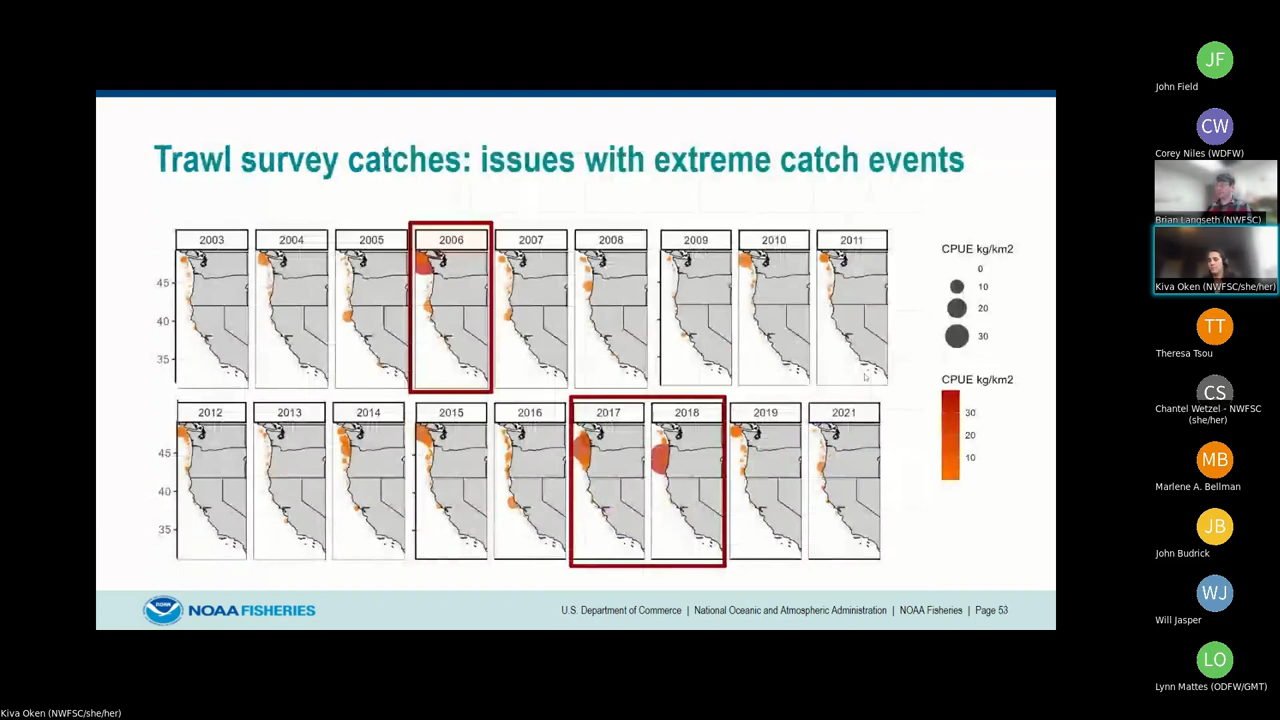 Trawl survey catches: issues with extreme catch events
2003 2004 2005 2006 2007 2008 2009 2010 2011
45
40
35
2012 2013 2014 2015 2016 2017 2018 2019 2021
45
40
35
CPUE kg/km2
0
10
20
30
CPUE kg/km2
30
20
10
NOAA FISHERIES
U.S. Department of Commerce | National Oceanic and Atmospheric Administration | NOAA Fisheries | Page 53
JF
John Field
CW
Corey Niles (WDFW)
Brian Langseth (NWFSC)
Kiva Oken (NWFSC/she/her)
TT
Theresa Tsou
CS
Chantel Wetzel - NWFSC
(she/her)
MB
Marlene A. Bellman
JB
John Budrick
WJ
Will Jasper
LO
Lynn Mattes (ODFW/GMT)
Kiva Oken (NWFSC/she/her)